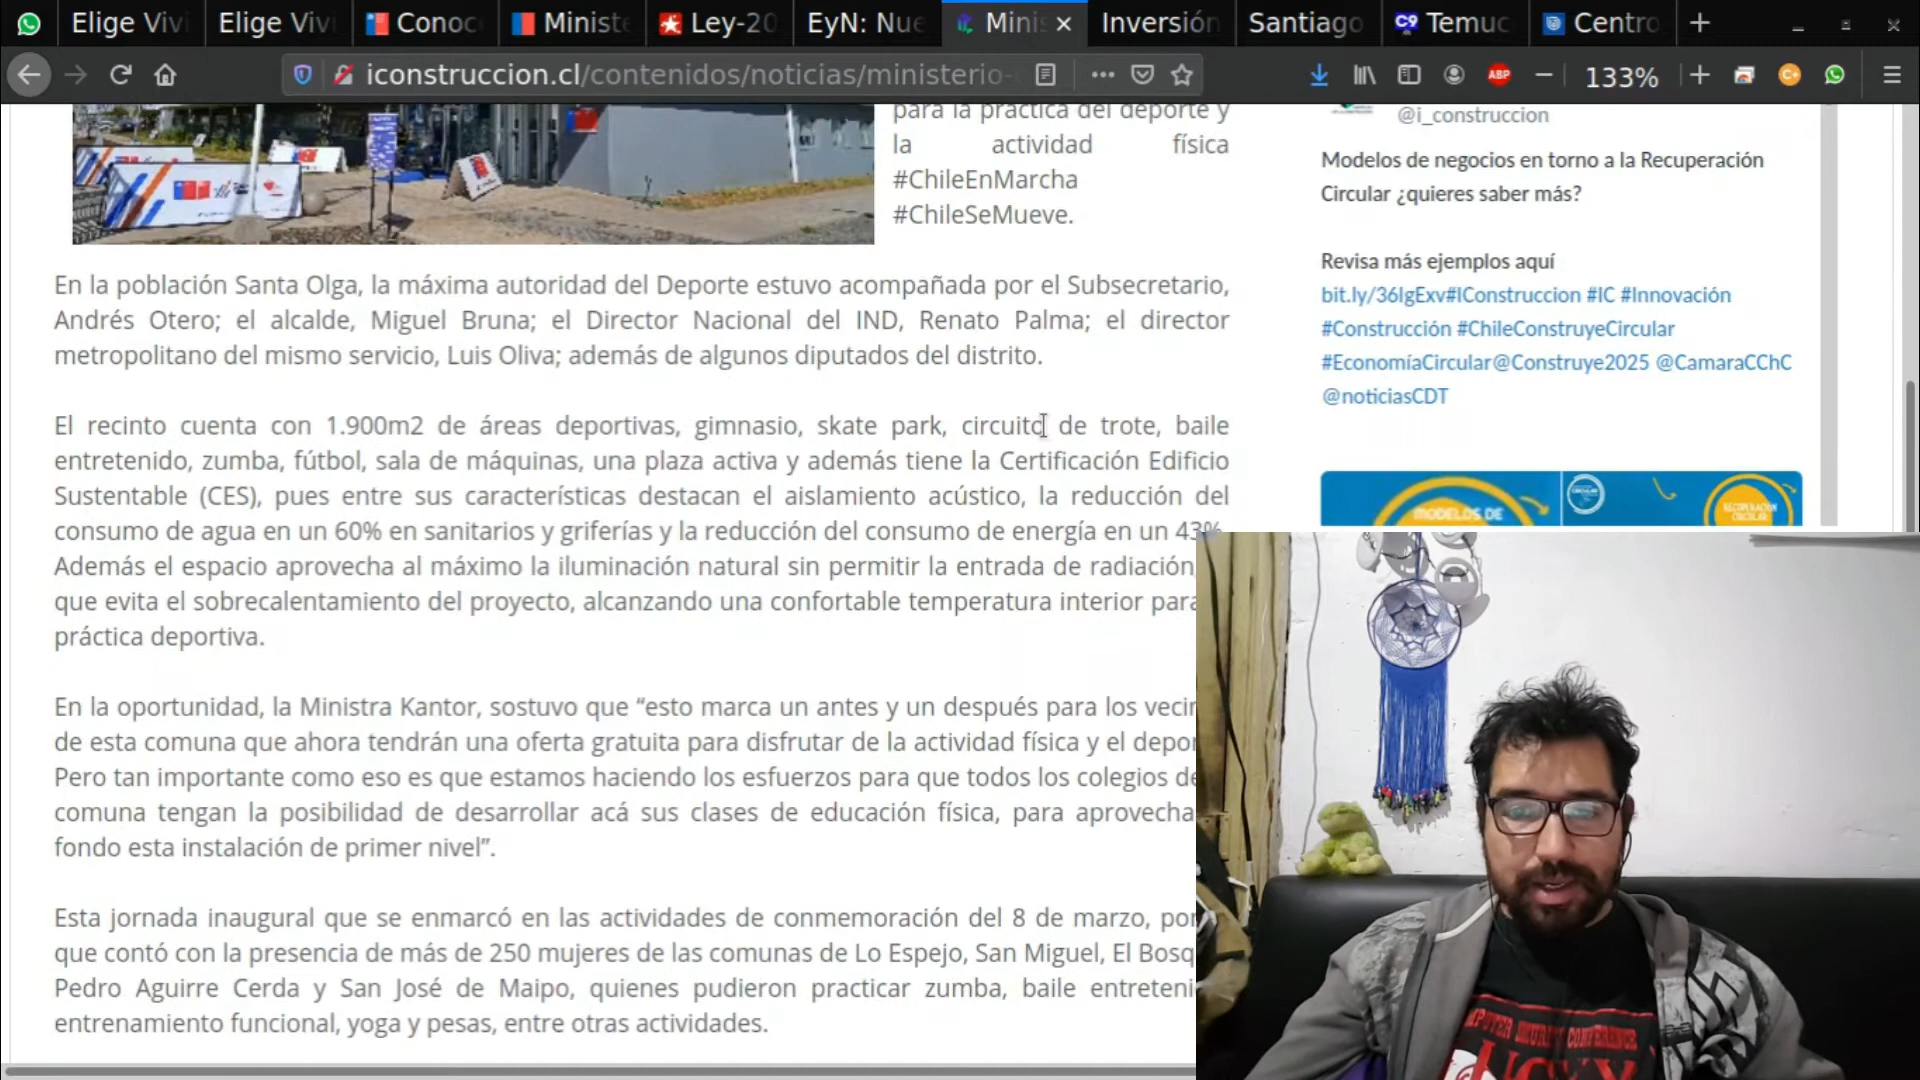 Elige Vivi
Elige Vivi
Conoc
Ministe
Ley-20
EyN: Nue
Minis
Inversión
Santiago
Temuc
Centro
iconstruccion.cl/contenidos/noticias/ministerio-
ABP
133%
para la práctica del deporte y
la actividad física
#ChileEnMarcha
#ChileSeMueve.
En la población Santa Olga, la máxima autoridad del Deporte estuvo acompañada por el Subsecretario,
Andrés Otero; el alcalde, Miguel Bruna; el Director Nacional del IND, Renato Palma; el director
metropolitano del mismo servicio, Luis Oliva; además de algunos diputados del distrito.
El recinto cuenta con 1.900m2 de áreas deportivas, gimnasio, skate park, circuito de trote, baile
entretenido, zumba, fútbol, sala de máquinas, una plaza activa y además tiene la Certificación Edificio
Sustentable (CES), pues entre sus características destacan el aislamiento acústico, la reducción del
consumo de agua en un 60% en sanitarios y griferías y la reducción del consumo de energía en un 43%.
Además el espacio aprovecha al máximo la iluminación natural sin permitir la entrada de radiación,
que evita el sobrecalentamiento del proyecto, alcanzando una confortable temperatura interior para
práctica deportiva.
En la oportunidad, la Ministra Kantor, sostuvo que “esto marca un antes y un después para los vecin
de esta comuna que ahora tendrán una oferta gratuita para disfrutar de la actividad física y el depor
Pero tan importante como eso es que estamos haciendo los esfuerzos para que todos los colegios de
comuna tengan la posibilidad de desarrollar acá sus clases de educación física, para aprovecha
fondo esta instalación de primer nivel”.
Esta jornada inaugural que se enmarcó en las actividades de conmemoración del 8 de marzo, por
que contó con la presencia de más de 250 mujeres de las comunas de Lo Espejo, San Miguel, El Bosq
Pedro Aguirre Cerda y San José de Maipo, quienes pudieron practicar zumba, baile entreteni
entrenamiento funcional, yoga y pesas, entre otras actividades.
@i_construccion
Modelos de negocios en torno a la Recuperación
Circular ¿quieres saber más?
Revisa más ejemplos aquí
bit.ly/36IgExv#IConstruccion #IC #Innovación
#Construcción #ChileConstruyeCircular
#EconomíaCircular@Construye2025 @CamaraCChC
@noticiasCDT
MODELOS DE
RECUPERACIÓN
CIRCULAR